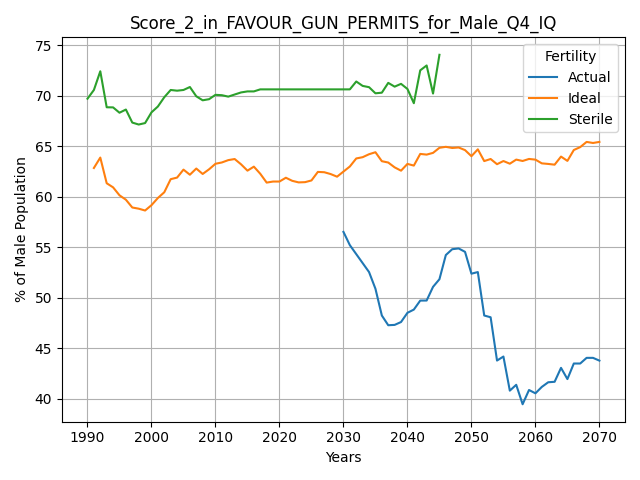 Score_2_in_FAVOUR_GUN_PERMITS_for_Male_Q4_IQ
Fertility
Actual
Ideal
Sterile
% of Male Population
75
70
65
60
55
50
45
40
1990 2000 2010 2020 2030 2040 2050 2060 2070
Years